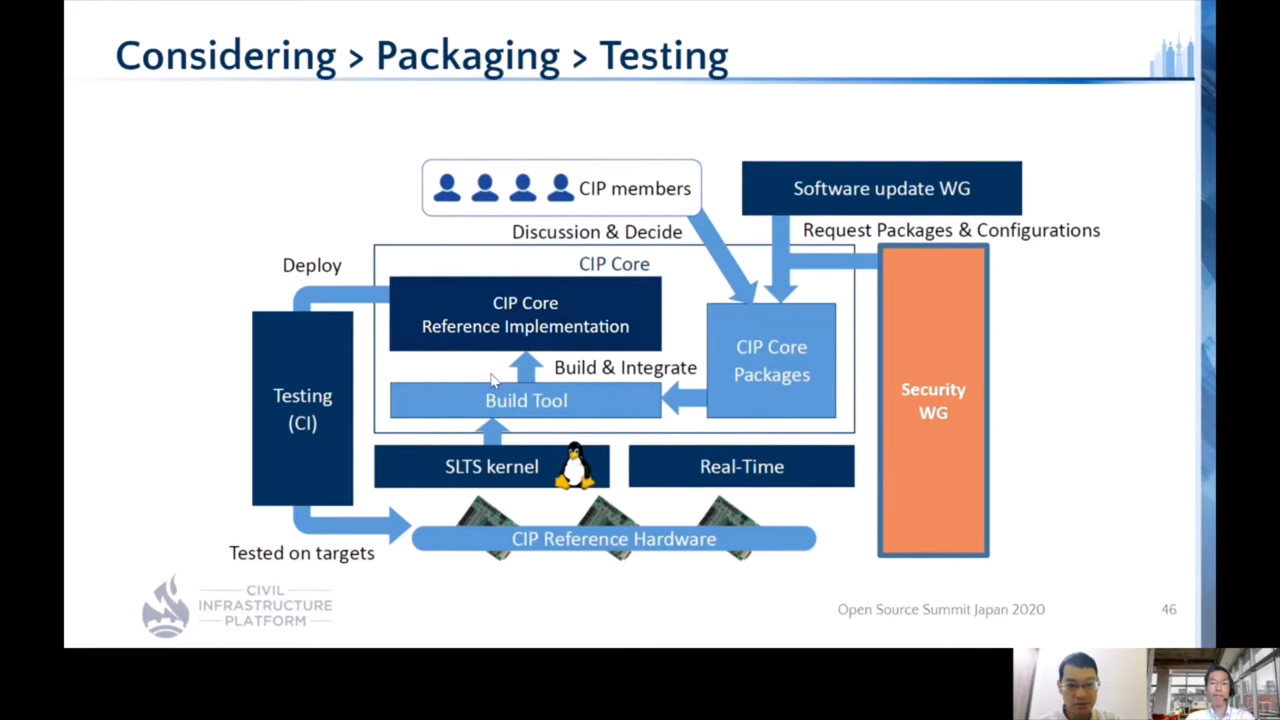 Considering > Packaging > Testing
CIP members
Software update WG
Discussion & Decide
Request Packages & Configurations
Deploy
CIP Core
CIP Core
Reference Implementation
CIP Core
Packages
Build & Integrate
Build Tool
Testing
(CI)
Security
WG
SLTS kernel
Real-Time
CIP Reference Hardware
Tested on targets
CIVIL
INFRASTRUCTURE
PLATFORM
Open Source Summit Japan 2020
46